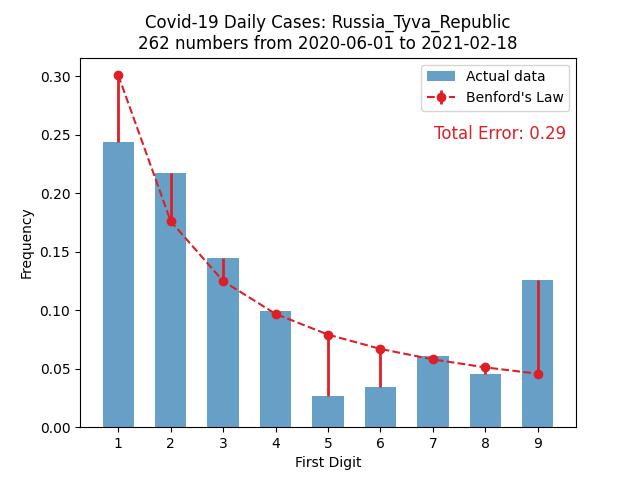 Covid-19 Daily Cases: Russia_Tyva_Republic
262 numbers from 2020-06-01 to 2021-02-18
Actual data
Benford's Law
Total Error: 0.29
Frequency
0.30
0.25
0.20
0.15
0.10
0.05
0.00
1 2 3 4 5 6 7 8 9
First Digit